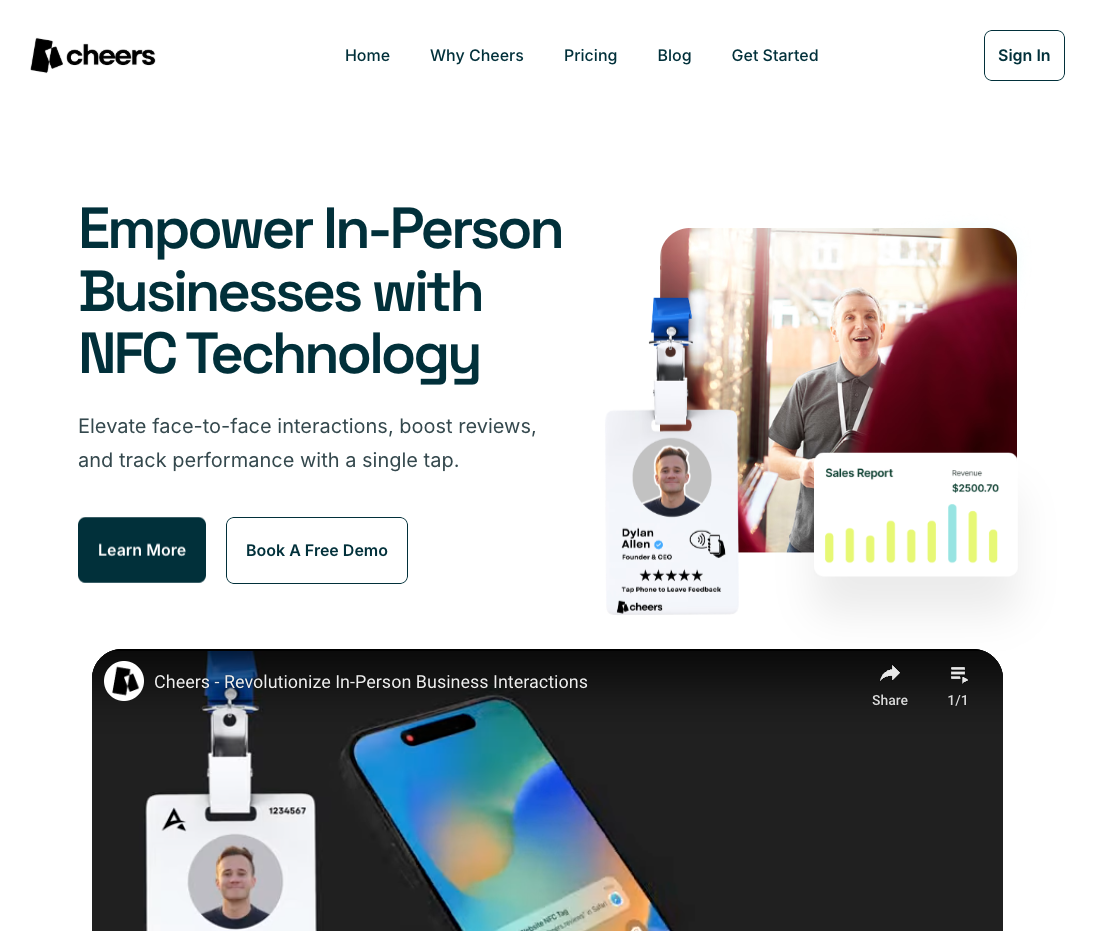 cheers
Home
Why Cheers
Pricing
Blog
Get Started
Sign In
Empower In-Person
Businesses with
NFC Technology
Elevate face-to-face interactions, boost reviews,
and track performance with a single tap.
Learn More
Book A Free Demo
Dylan
Allen
Founder & CEO
★★★★★
Tap Phone to Leave Feedback
cheers
Sales Report
Revenue
$2500.70
Cheers - Revolutionize In-Person Business Interactions
Share
1/1
1234567
Website NFC Tag